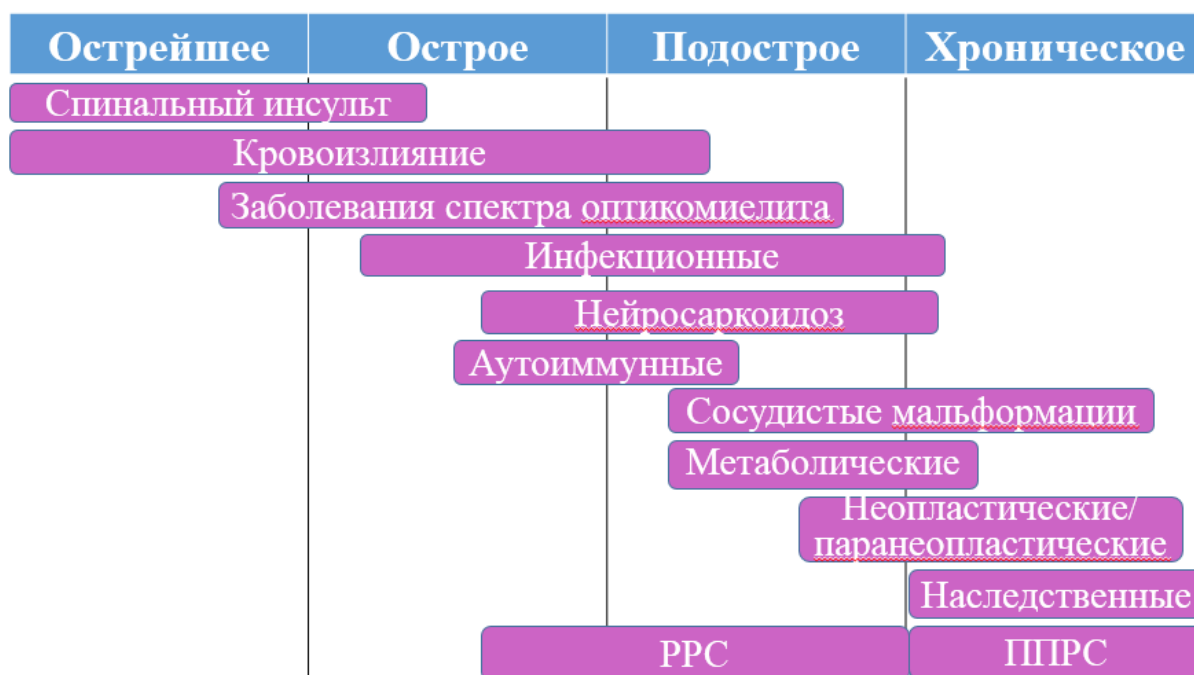 Острейшее Острое Подострое Хроническое
Спинальный инсульт
Кровоизлияние
Заболевания спектра оптикомиелита
Инфекционные
Нейросаркоидоз
Аутоиммунные
Сосудистые мальформации
Метаболические
Неопластические/
паранеопластические
Наследственные
РРС ППРС